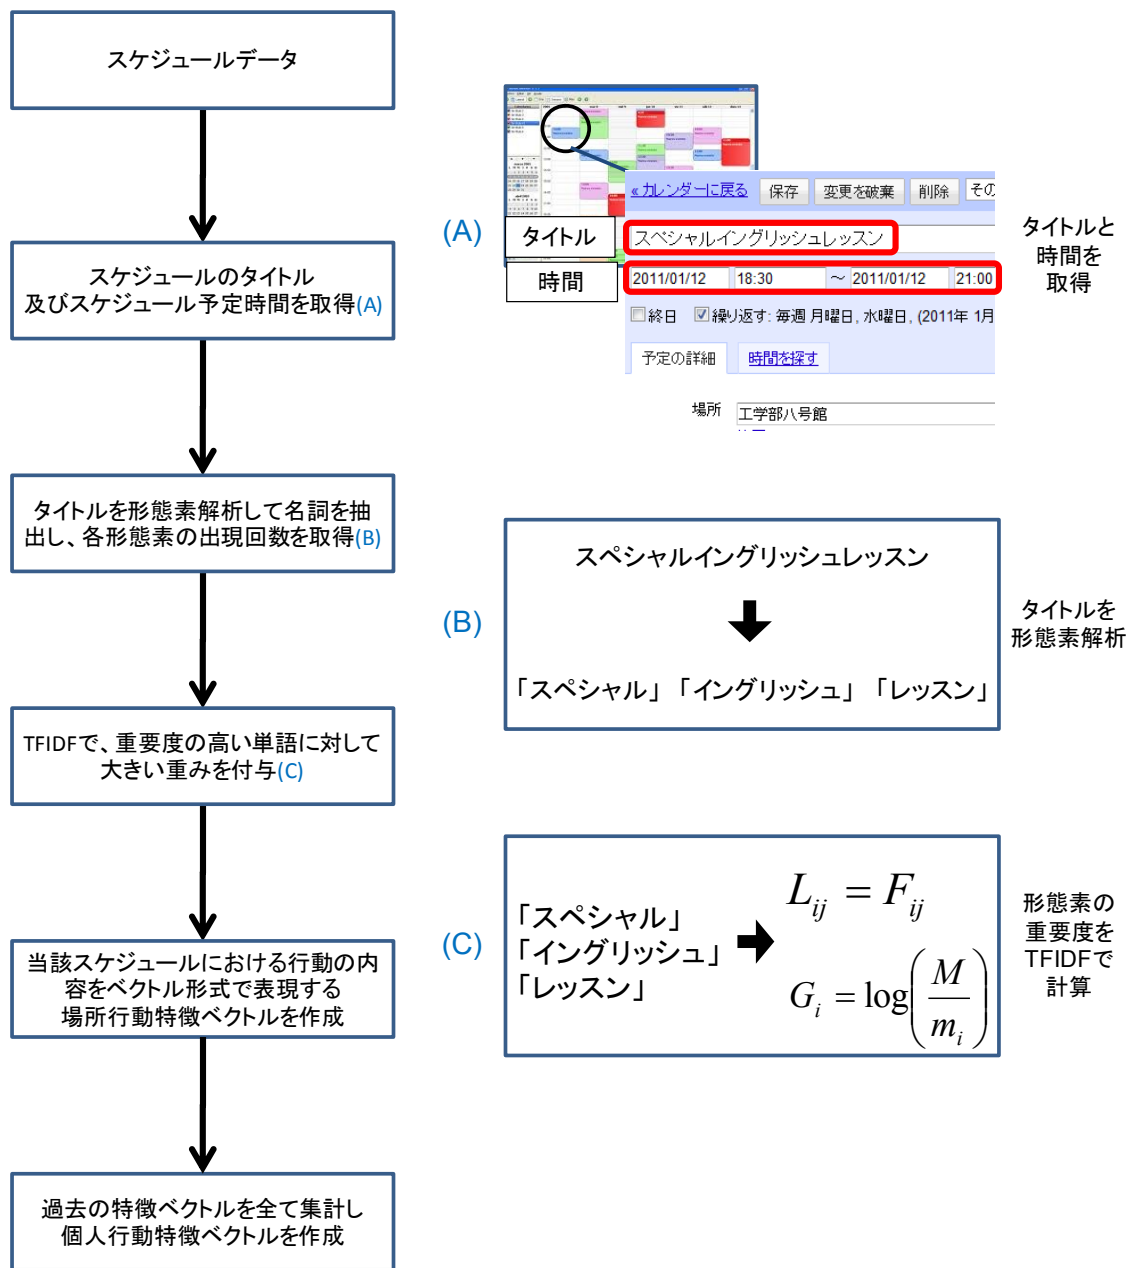 スケジュールデータ
スケジュールのタイトル
及びスケジュール予定時間を取得(A)
タイトルを形態素解析して名詞を抽
出し、各形態素の出現回数を取得(B)
TFIDFで、重要度の高い単語に対して
大きい重みを付与(C)
当該スケジュールにおける行動の内
容をベクトル形式で表現する
場所行動特徴ベクトルを作成
過去の特徴ベクトルを全て集計し
個人行動特徴ベクトルを作成
(A)
«カレンダーに戻る 保存 変更を破棄 削除 その
タイトル スペシャルイングリッシュレッスン
時間 2011/01/12 18:30 ～ 2011/01/12 21:00
終日 繰り返す: 毎週 月曜日, 水曜日, (2011年 1月
予定の詳細 時間を探す
場所 工学部八号館
タイトルと
時間を
取得
(B)
スペシャルイングリッシュレッスン
「スペシャル」「イングリッシュ」「レッスン」
タイトルを
形態素解析
(C)
「スペシャル」
「イングリッシュ」
「レッスン」
L_{ij} = F_{ij}
G_i = log(M/m_i)
形態素の
重要度を
TFIDFで
計算